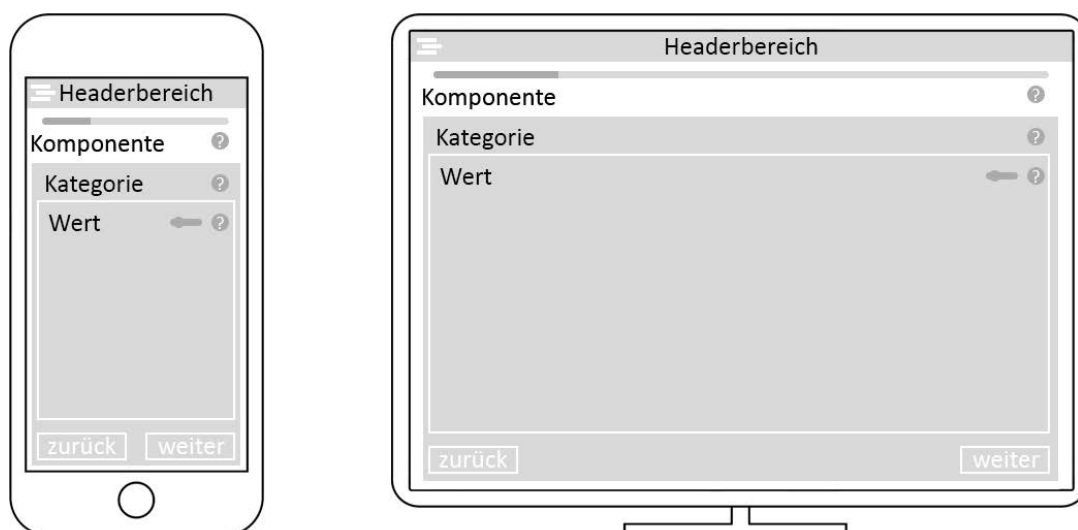 Headerbereich
Komponente ?
Kategorie ?
Wert ?
zurück weiter
Headerbereich
Komponente ?
Kategorie ?
Wert ?
zurück weiter